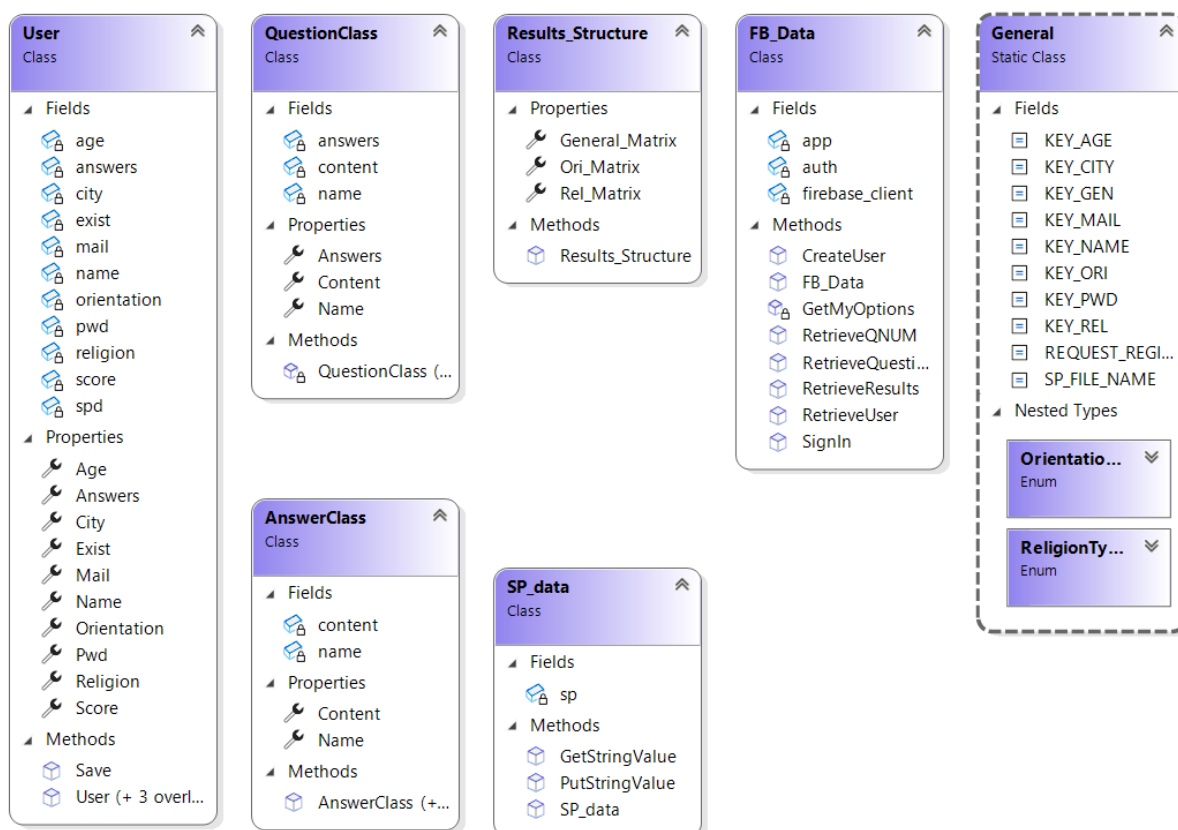 User
Class
Fields
age
answers
city
exist
mail
name
orientation
pwd
religion
score
spd
Properties
Age
Answers
City
Exist
Mail
Name
Orientation
Pwd
Religion
Score
Methods
Save
User (+ 3 overl...
QuestionClass
Class
Fields
answers
content
name
Properties
Answers
Content
Name
Methods
QuestionClass (...
AnswerClass
Class
Fields
content
name
Properties
Content
Name
Methods
AnswerClass (+...
Results_Structure
Class
Properties
General_Matrix
Ori_Matrix
Rel_Matrix
Methods
Results_Structure
SP_data
Class
Fields
sp
Methods
GetStringValue
PutStringValue
SP_data
FB_Data
Class
Fields
app
auth
firebase_client
Methods
CreateUser
FB_Data
GetMyOptions
RetrieveQNUM
RetrieveQuesti...
RetrieveResults
RetrieveUser
SignIn
General
Static Class
Fields
KEY_AGE
KEY_CITY
KEY_GEN
KEY_MAIL
KEY_NAME
KEY_ORI
KEY_PWD
KEY_REL
REQUEST_REGI...
SP_FILE_NAME
Nested Types
Orientatio...
Enum
ReligionTy...
Enum